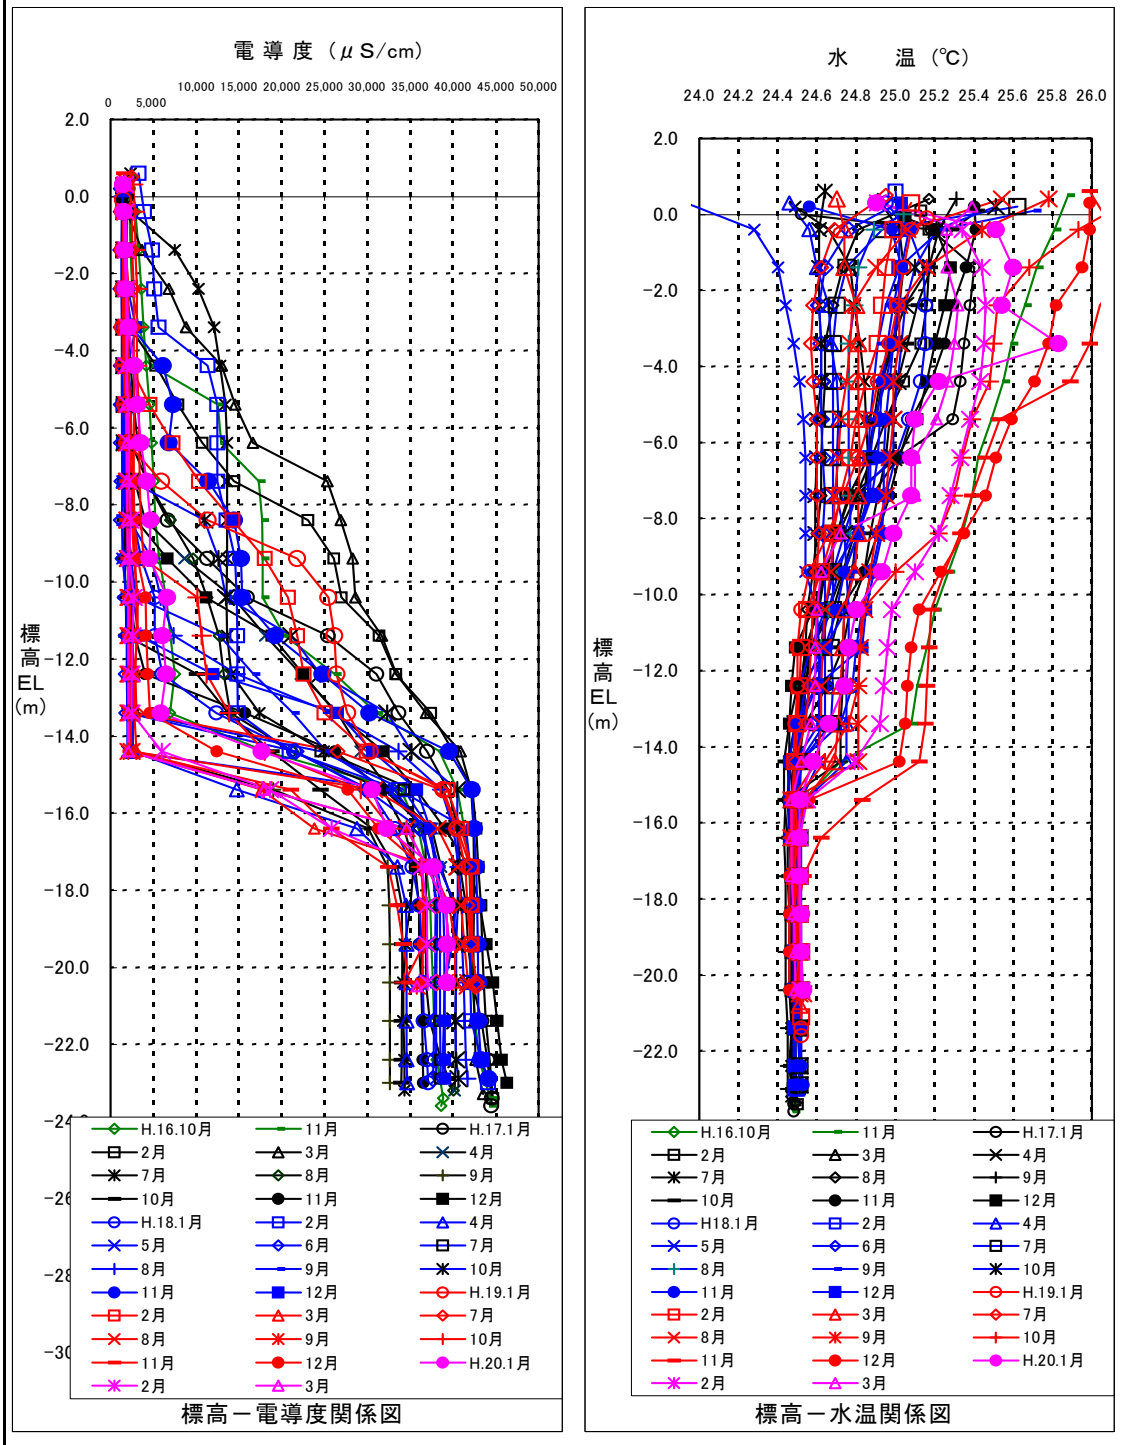 電 導 度 (μS/cm)
0 5,000 10,000 15,000 20,000 25,000 30,000 35,000 40,000 45,000 50,000
2.0
0.0
-2.0
-4.0
-6.0
-8.0
-10.0
-12.0
-14.0
-16.0
-18.0
-20.0
-22.0
-24.0
-26
-28
-30
標
高
EL
(m)
H.16.10月 11月 H.17.1月
2月 3月 4月
7月 8月 9月
10月 11月 12月
H.18.1月 2月 4月
5月 6月 7月
8月 9月 10月
11月 12月 H.19.1月
2月 3月 7月
8月 9月 10月
11月 12月 H.20.1月
2月 3月
標高－電導度関係図
水 温 (℃)
24.0 24.2 24.4 24.6 24.8 25.0 25.2 25.4 25.6 25.8 26.0
2.0
0.0
-2.0
-4.0
-6.0
-8.0
-10.0
-12.0
-14.0
-16.0
-18.0
-20.0
-22.0
標
高
EL
(m)
H.16.10月 11月 H.17.1月
2月 3月 4月
7月 8月 9月
10月 11月 12月
H18.1月 2月 4月
5月 6月 7月
8月 9月 10月
11月 12月 H.19.1月
2月 3月 7月
8月 9月 10月
11月 12月 H.20.1月
2月 3月
標高－水温関係図